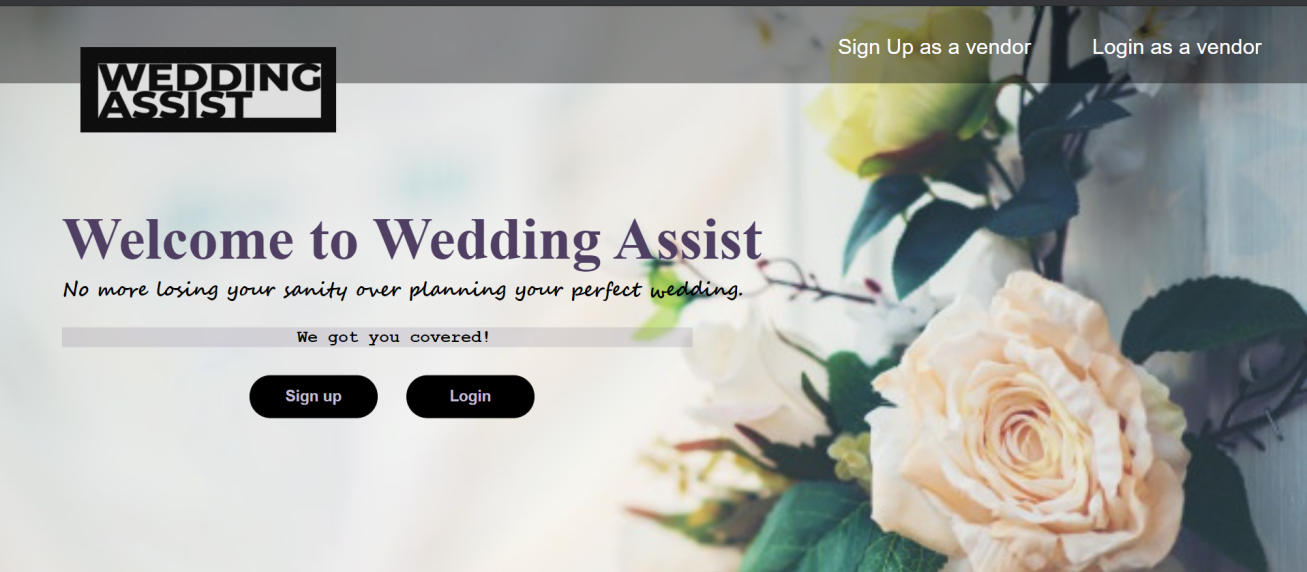 WEDDING
ASSIST
Sign Up as a vendor
Login as a vendor
Welcome to Wedding Assist
No more losing your sanity over planning your perfect wedding.
We got you covered!
Sign up
Login